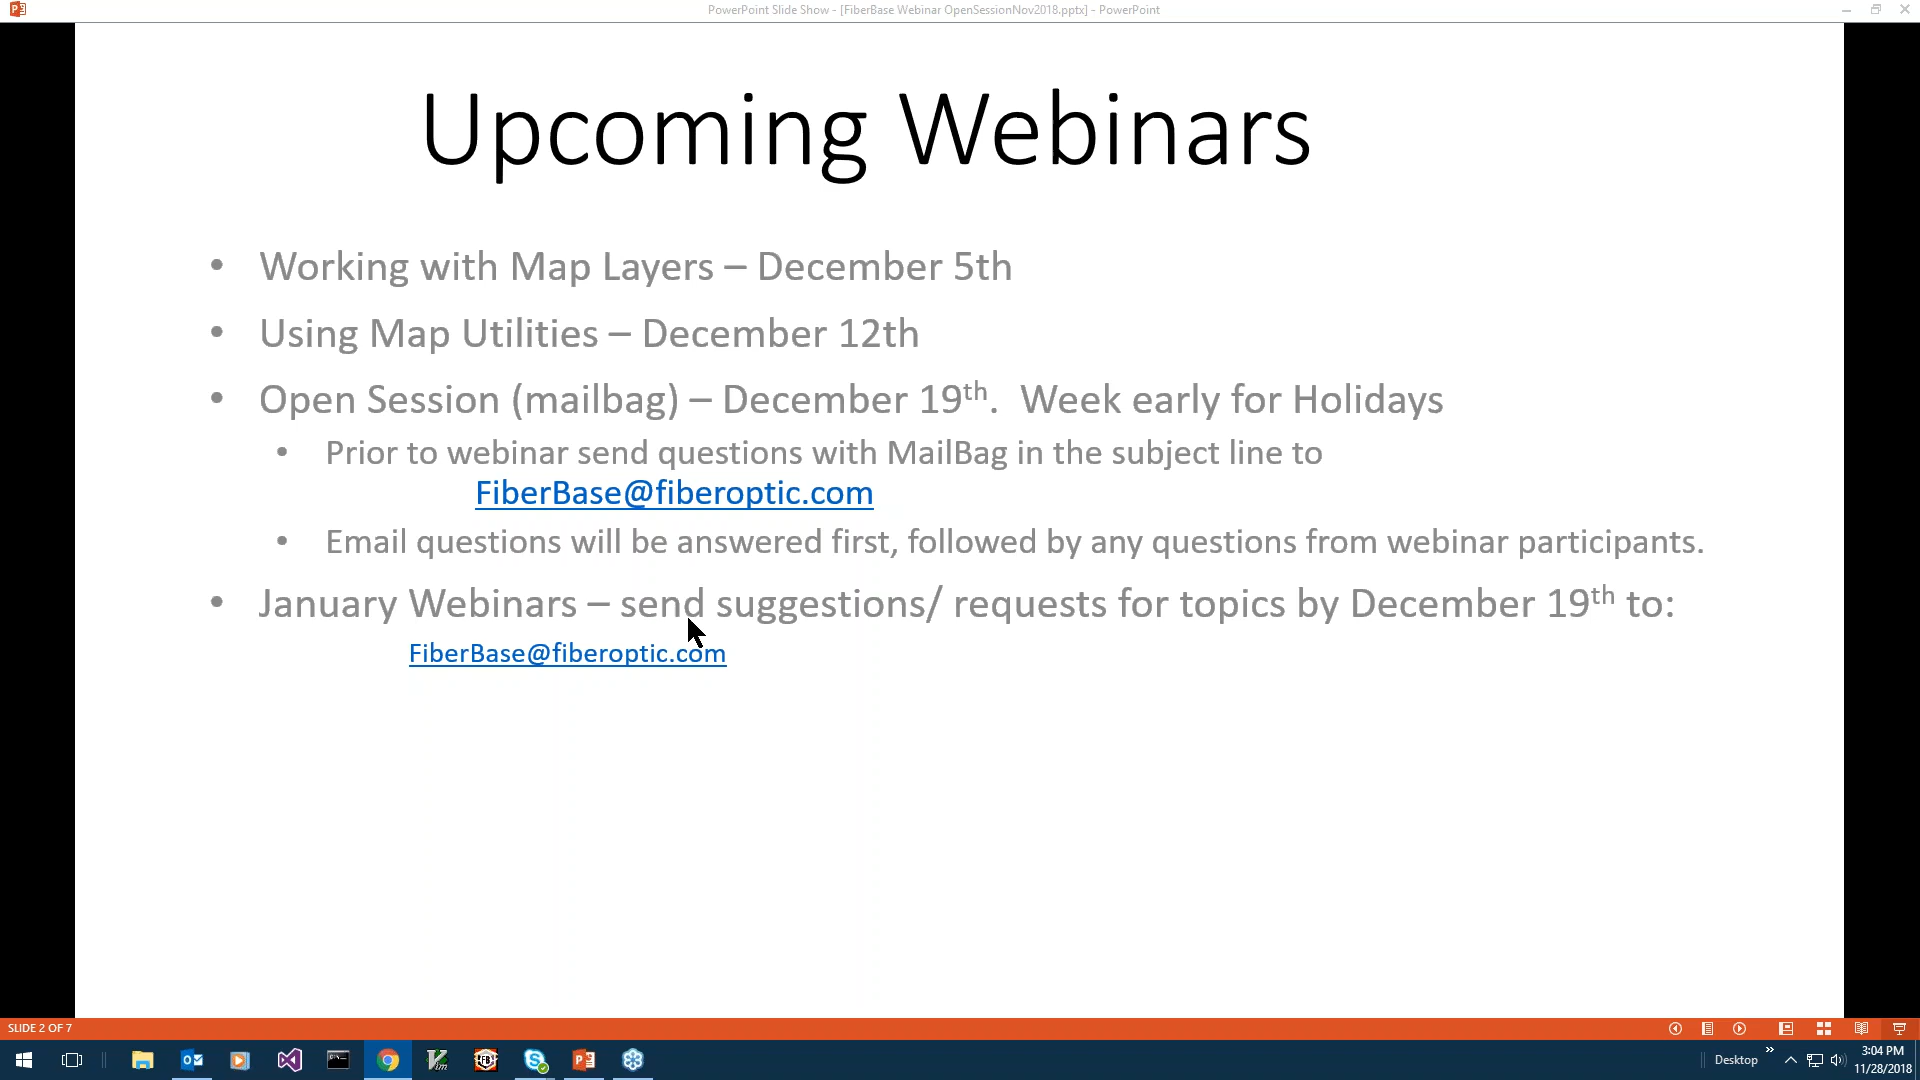 PowerPoint Slide Show - [FiberBase Webinar OpenSessionNov2018.pptx] - PowerPoint
Upcoming Webinars
• Working with Map Layers – December 5th
• Using Map Utilities – December 12th
• Open Session (mailbag) – December 19th. Week early for Holidays
• Prior to webinar send questions with MailBag in the subject line to
FiberBase@fiberoptic.com
• Email questions will be answered first, followed by any questions from webinar participants.
• January Webinars – send suggestions/ requests for topics by December 19th to:
FiberBase@fiberoptic.com
SLIDE 2 OF 7
Desktop
3:04 PM
11/28/2018